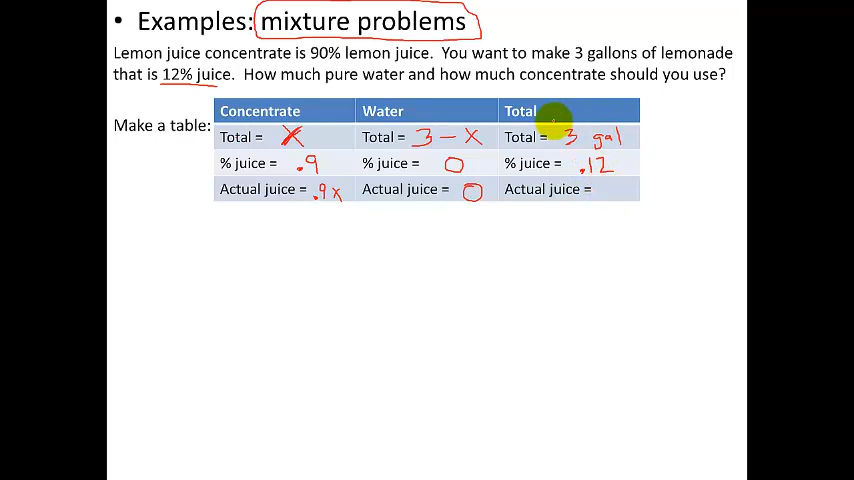 • Examples: mixture problems
Lemon juice concentrate is 90% lemon juice. You want to make 3 gallons of lemonade
that is 12% juice. How much pure water and how much concentrate should you use?
Make a table:
Concentrate Water Total
Total = X Total = 3 - X Total = 3 gal
% juice = .9 % juice = 0 % juice = .12
Actual juice = .9x Actual juice = 0 Actual juice =